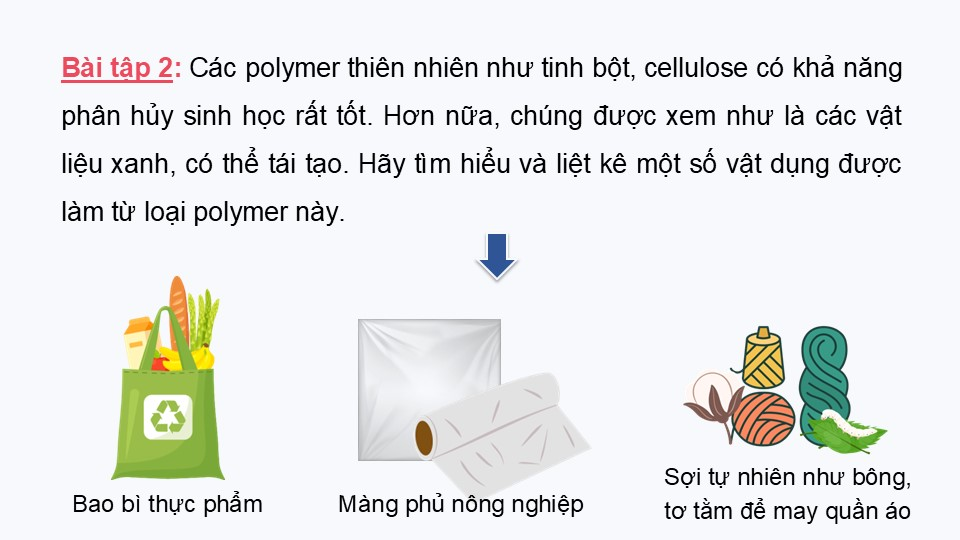 Bài tập 2: Các polymer thiên nhiên như tinh bột, cellulose có khả năng
phân hủy sinh học rất tốt. Hơn nữa, chúng được xem như là các vật
liệu xanh, có thể tái tạo. Hãy tìm hiểu và liệt kê một số vật dụng được
làm từ loại polymer này.
Bao bì thực phẩm
Màng phủ nông nghiệp
Sợi tự nhiên như bông,
tơ tằm để may quần áo